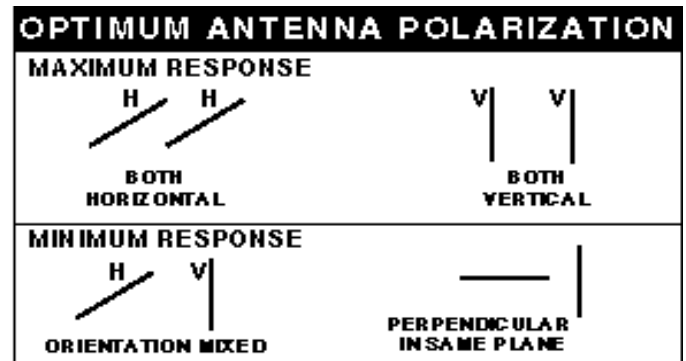 OPTIMUM ANTENNA POLARIZATION
MAXIMUM RESPONSE
H H
V V
BOTH
HORIZONTAL
BOTH
VERTICAL
MINIMUM RESPONSE
H V
ORIENTATION MIXED
PERPENDICULAR
IN SAME PLANE